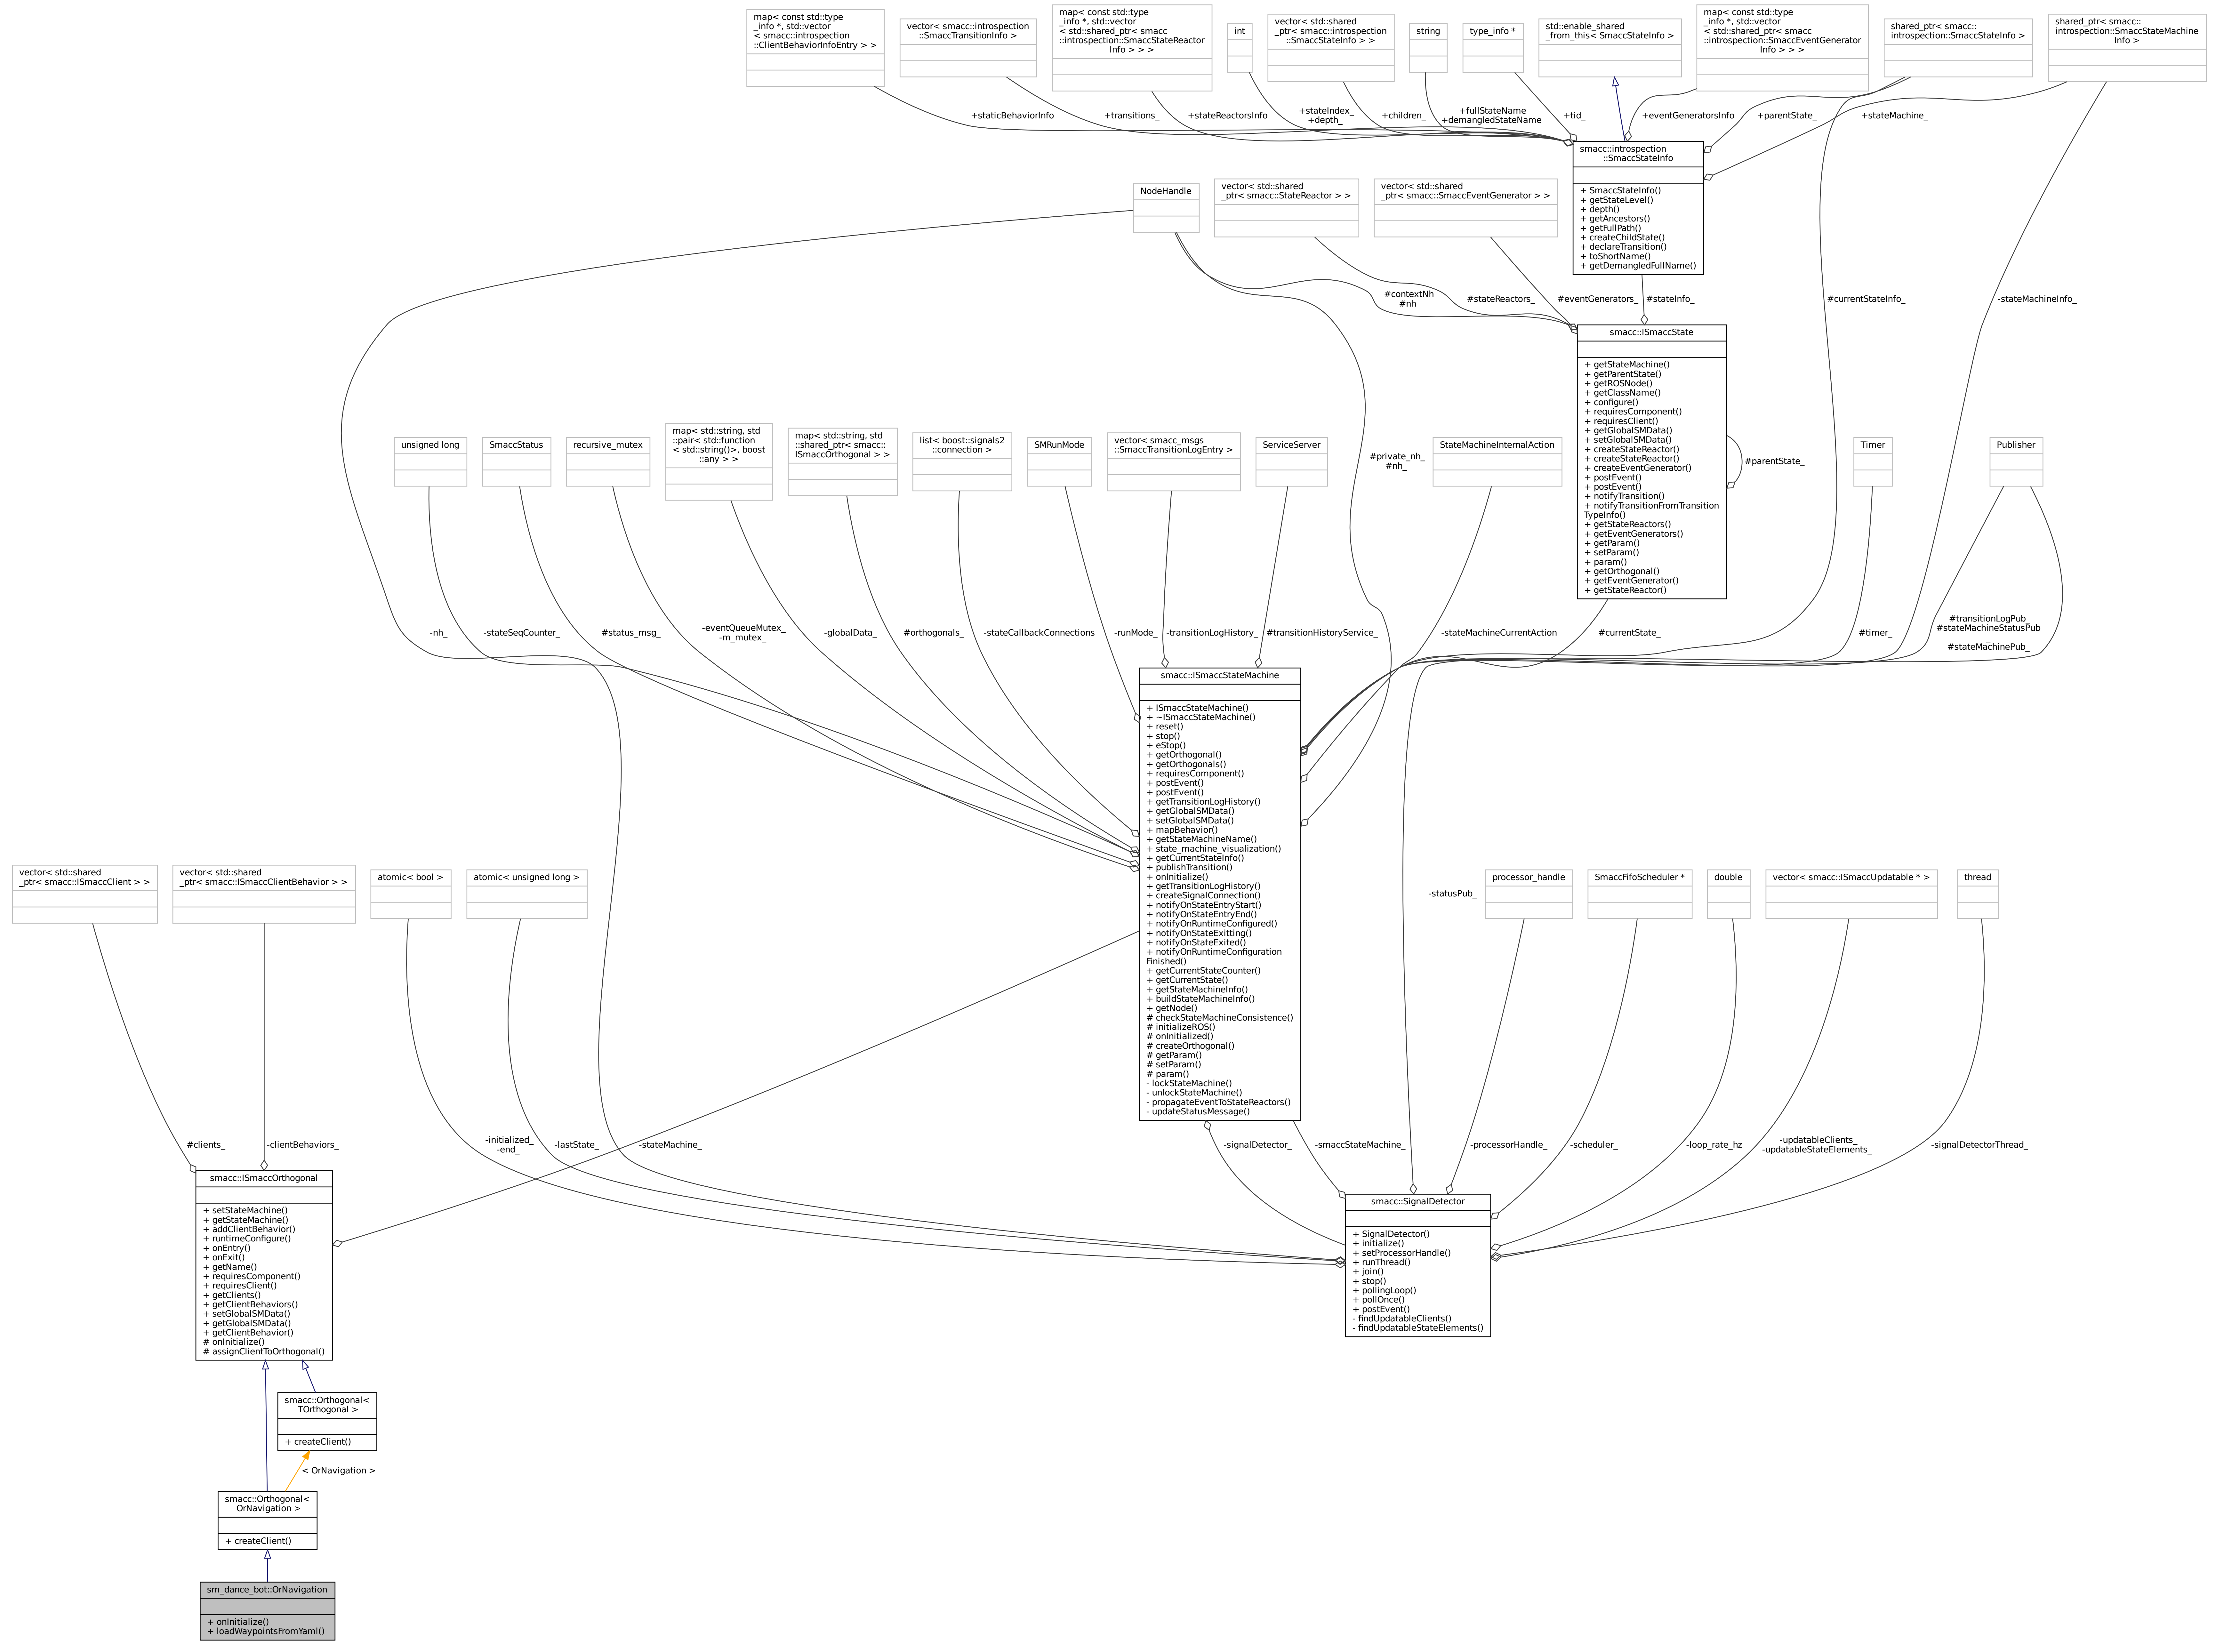 map< const std::type
_info *, std::vector
< smacc::introspection
::ClientBehaviorInfoEntry > >
vector< smacc::introspection
::SmaccTransitionInfo >
map< const std::type
_info *, std::vector
< std::shared_ptr< smacc
::introspection::SmaccStateReactor
Info > > >
int
vector< std::shared
_ptr< smacc::introspection
::SmaccStateInfo > >
string
type_info *
std::enable_shared
_from_this< SmaccStateInfo >
map< const std::type
_info *, std::vector
< std::shared_ptr< smacc
::introspection::SmaccEventGenerator
Info > > >
shared_ptr< smacc::
introspection::SmaccStateInfo >
shared_ptr< smacc::
introspection::SmaccStateMachine
Info >
+staticBehaviorInfo
+transitions_
+stateReactorsInfo
+stateIndex_
+depth_
+children_
+fullStateName
+demangledStateName
+tid_
+eventGeneratorsInfo
+parentState_
+stateMachine_
smacc::introspection
::SmaccStateInfo
+ SmaccStateInfo()
+ getStateLevel()
+ depth()
+ getAncestors()
+ getFullPath()
+ createChildState()
+ declareTransition()
+ toShortName()
+ getDemangledFullName()
NodeHandle
vector< std::shared
_ptr< smacc::StateReactor > >
vector< std::shared
_ptr< smacc::SmaccEventGenerator > >
#contextNh
#nh
#stateReactors_
#eventGenerators_
#stateInfo_
#currentStateInfo_
-stateMachineInfo_
smacc::ISmaccState
+ getStateMachine()
+ getParentState()
+ getROSNode()
+ getClassName()
+ configure()
+ requiresComponent()
+ requiresClient()
+ getGlobalSMData()
+ setGlobalSMData()
+ createStateReactor()
+ createStateReactor()
+ createEventGenerator()
+ postEvent()
+ postEvent()
+ notifyTransition()
+ notifyTransitionFromTransition
TypeInfo()
+ getStateReactors()
+ getEventGenerators()
+ getParam()
+ setParam()
+ param()
+ getOrthogonal()
+ getEventGenerator()
+ getStateReactor()
#parentState_
unsigned long
SmaccStatus
recursive_mutex
map< std::string, std
::pair< std::function
< std::string()>, boost
::any > >
map< std::string, std
::shared_ptr< smacc::
ISmaccOrthogonal > >
list< boost::signals2
::connection >
SMRunMode
vector< smacc_msgs
::SmaccTransitionLogEntry >
ServiceServer
#private_nh_
#nh_
StateMachineInternalAction
Timer
Publisher
-nh_
-stateSeqCounter_
#status_msg_
-eventQueueMutex_
-m_mutex_
-globalData_
#orthogonals_
-stateCallbackConnections
-runMode_
-transitionLogHistory_
#transitionHistoryService_
-stateMachineCurrentAction
#currentState_
#timer_
#transitionLogPub_
#stateMachineStatusPub
_
#stateMachinePub_
smacc::ISmaccStateMachine
+ ISmaccStateMachine()
+ ~ISmaccStateMachine()
+ reset()
+ stop()
+ eStop()
+ getOrthogonal()
+ getOrthogonals()
+ requiresComponent()
+ postEvent()
+ postEvent()
+ getTransitionLogHistory()
+ getGlobalSMData()
+ setGlobalSMData()
+ mapBehavior()
+ getStateMachineName()
+ state_machine_visualization()
+ getCurrentStateInfo()
+ publishTransition()
+ onInitialize()
+ getTransitionLogHistory()
+ createSignalConnection()
+ notifyOnStateEntryStart()
+ notifyOnStateEntryEnd()
+ notifyOnRuntimeConfigured()
+ notifyOnStateExitting()
+ notifyOnStateExited()
+ notifyOnRuntimeConfiguration
Finished()
+ getCurrentStateCounter()
+ getCurrentState()
+ getStateMachineInfo()
+ buildStateMachineInfo()
+ getNode()
# checkStateMachineConsistence()
# initializeROS()
# onInitialized()
# createOrthogonal()
# getParam()
# setParam()
# param()
- lockStateMachine()
- unlockStateMachine()
- propagateEventToStateReactors()
- updateStatusMessage()
vector< std::shared
_ptr< smacc::ISmaccClient > >
vector< std::shared
_ptr< smacc::ISmaccClientBehavior > >
atomic< bool >
atomic< unsigned long >
-statusPub_
processor_handle
SmaccFifoScheduler *
double
vector< smacc::ISmaccUpdatable * >
thread
#clients_
-clientBehaviors_
-initialized_
-end_
-lastState_
-stateMachine_
-signalDetector_
-smaccStateMachine_
-processorHandle_
-scheduler_
-loop_rate_hz
-updatableClients_
-updatableStateElements_
-signalDetectorThread_
smacc::ISmaccOrthogonal
+ setStateMachine()
+ getStateMachine()
+ addClientBehavior()
+ runtimeConfigure()
+ onEntry()
+ onExit()
+ getName()
+ requiresComponent()
+ requiresClient()
+ getClients()
+ getClientBehaviors()
+ setGlobalSMData()
+ getGlobalSMData()
+ getClientBehavior()
# onInitialize()
# assignClientToOrthogonal()
smacc::SignalDetector
+ SignalDetector()
+ initialize()
+ setProcessorHandle()
+ runThread()
+ join()
+ stop()
+ pollingLoop()
+ pollOnce()
+ postEvent()
- findUpdatableClients()
- findUpdatableStateElements()
smacc::Orthogonal<
TOrthogonal >
+ createClient()
< OrNavigation >
smacc::Orthogonal<
OrNavigation >
+ createClient()
sm_dance_bot::OrNavigation
+ onInitialize()
+ loadWaypointsFromYaml()